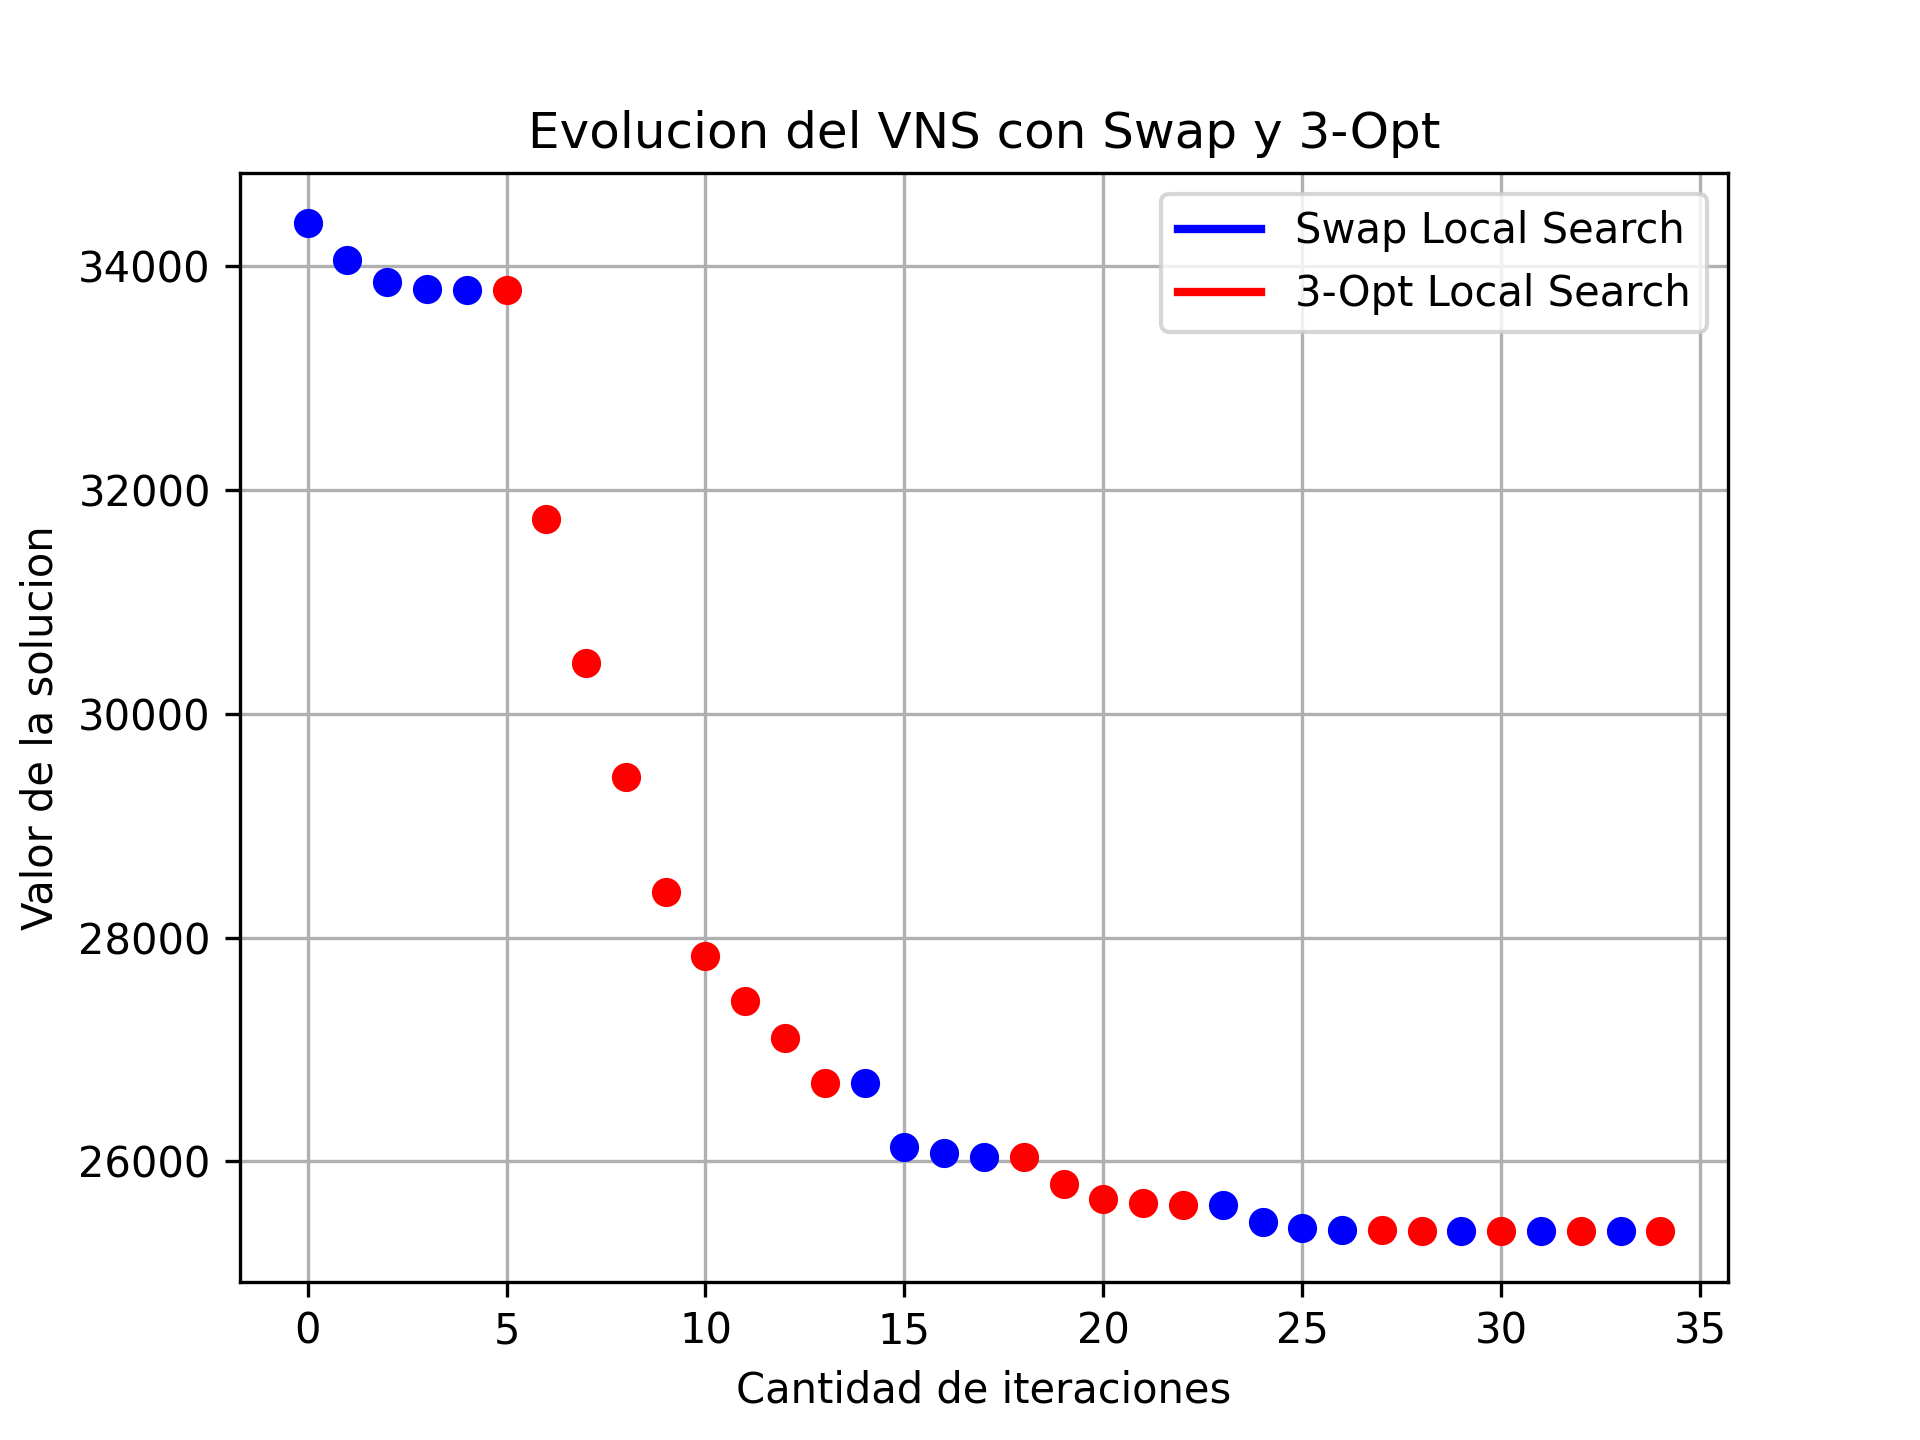 Evolucion del VNS con Swap y 3-Opt
Swap Local Search
3-Opt Local Search
Valor de la solucion
34000
32000
30000
28000
26000
0 5 10 15 20 25 30 35
Cantidad de iteraciones